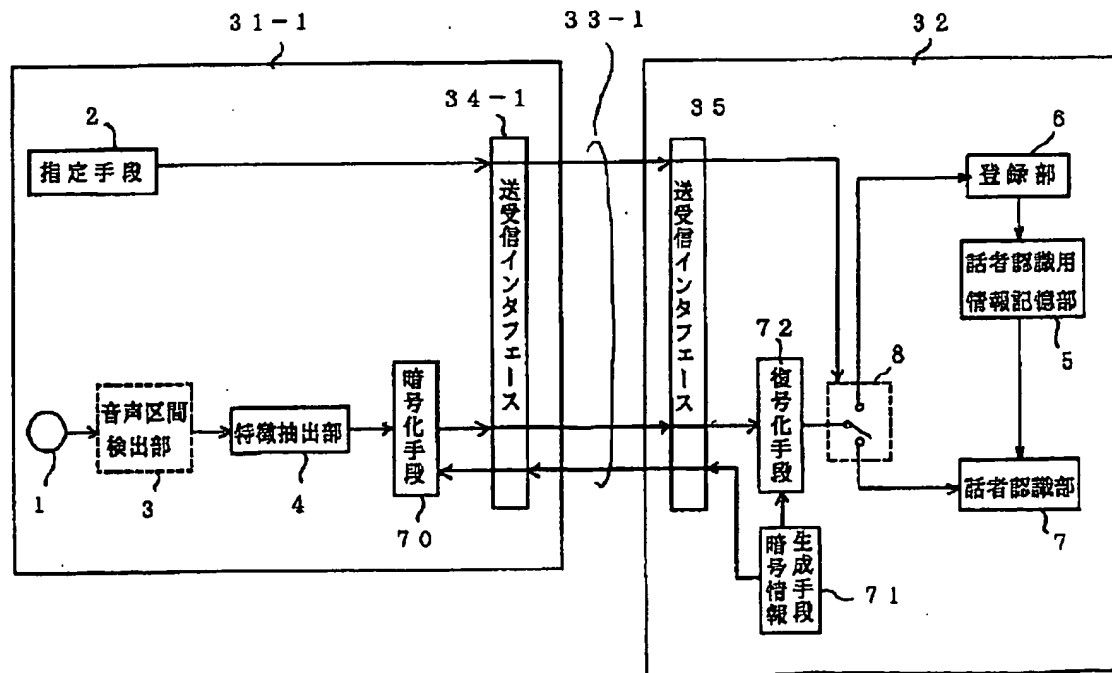 31-1
33-1
32
34-1
35
2
指定手段
送受信インタフェース
送受信インタフェース
6
登録部
話者認識用
情報記憶部
5
72
復号化手段
8
暗号化手段
音声区間
検出部
特徴抽出部
1
3
4
70
話者認識部
7
生成手段
暗号情報
71